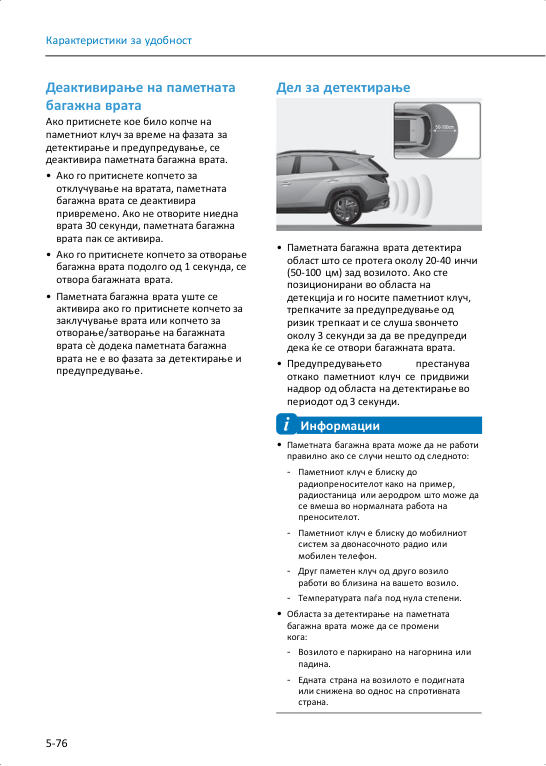 Карактеристики за удобност
Деактивирање на паметната
багажна врата
Ако притиснете кое било копче на
паметниот клуч за време на фазата за
детектирање и предупредување, се
деактивира паметната багажна врата.
• Ако го притиснете копчето за
отклучување на вратата, паметната
багажна врата се деактивира
привремено. Ако не отворите ниедна
врата 30 секунди, паметната багажна
врата пак се активира.
• Ако го притиснете копчето за отворање
багажна врата подолго од 1 секунда, се
отвора багажната врата.
• Паметната багажна врата уште се
активира ако го притиснете копчето за
заклучување врата или копчето за
отворање/затворање на багажната
врата сѐ додека паметната багажна
врата не е во фазата за детектирање и
предупредување.
Дел за детектирање
50-100cm
• Паметната багажна врата детектира
област што се протега околу 20-40 инчи
(50-100 цм) зад возилото. Ако сте
позиционирани во областа на
детекција и го носите паметниот клуч,
трепкачите за предупредување од
ризик трепкаат и се слуша ѕвончето
околу 3 секунди за да ве предупреди
дека ќе се отвори багажната врата.
• Предупредувањето престанува
откако паметниот клуч се придвижи
надвор од областа на детектирање во
периодот од 3 секунди.
i Информации
• Паметната багажна врата може да не работи
правилно ако се случи нешто од следното:
- Паметниот клуч е блиску до
радиопреносителот како на пример,
радиостаница или аеродром што може да
се вмеша во нормалната работа на
преносителот.
- Паметниот клуч е блиску до мобилниот
систем за двонасочното радио или
мобилен телефон.
- Друг паметен клуч од друго возило
работи во близина на вашето возило.
- Температурата паѓа под нула степени.
• Областа за детектирање на паметната
багажна врата може да се промени
кога:
- Возилото е паркирано на нагорнина или
падина.
- Едната страна на возилото е подигната
или снижена во однос на спротивната
страна.
5-76